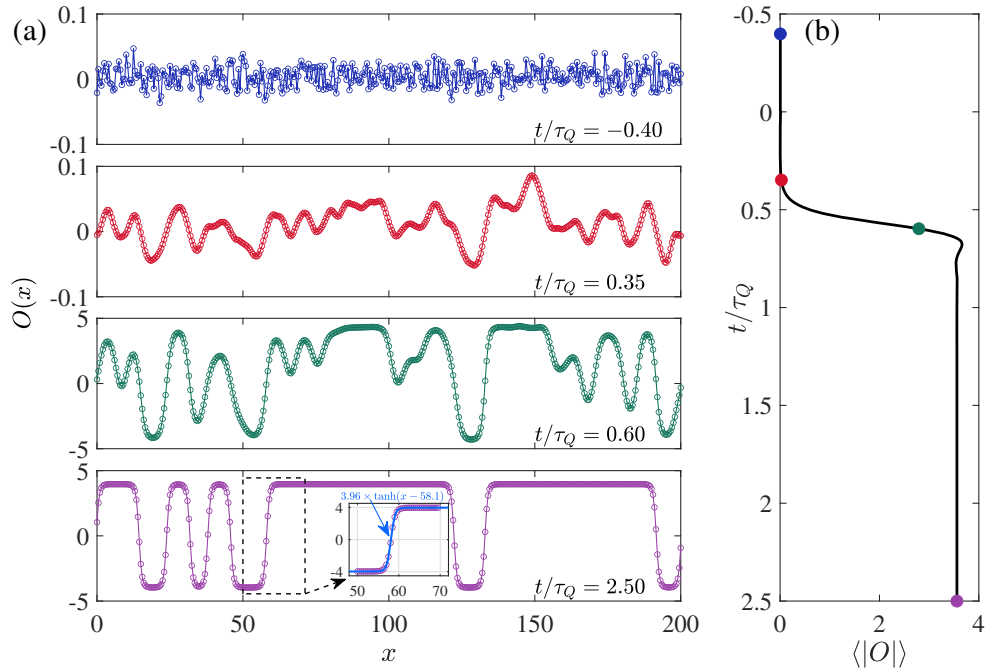 (a)
0.1
0
-0.1
t/τ_Q = −0.40
0.1
0
-0.1
t/τ_Q = 0.35
O(x)
5
0
-5
t/τ_Q = 0.60
5
0
-5
3.96 × tanh(x − 58.1)
4
0
-4
50 60 70
t/τ_Q = 2.50
0 50 100 150 200
x
(b)
-0.5
0
0.5
1
1.5
2
2.5
t/τ_Q
0 2 4
⟨|O|⟩